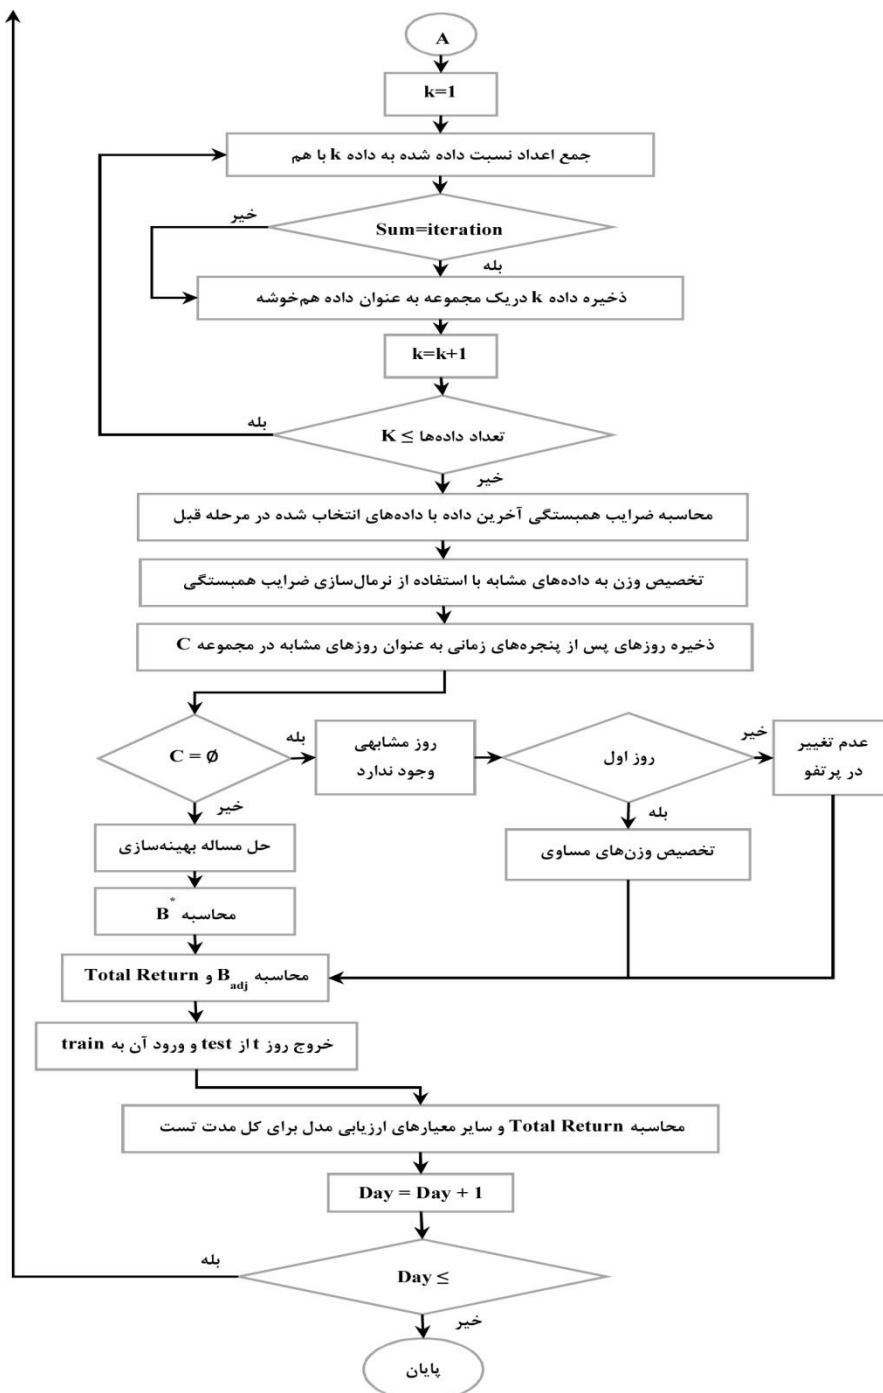 A
k=1
جمع اعداد نسبت داده شده به داده k با هم
خیر
Sum=iteration
بله
ذخیره داده k دریک مجموعه به عنوان داده هم‌خوشه
k=k+1
بله
K ≤ تعداد داده‌ها
خیر
محاسبه ضرایب همبستگی آخرین داده با داده‌های انتخاب شده در مرحله قبل
تخصیص وزن به داده‌های مشابه با استفاده از نرمال‌سازی ضرایب همبستگی
ذخیره روزهای پس از پنجره‌های زمانی به عنوان روزهای مشابه در مجموعه C
C = ∅
بله
روز مشابهی
وجود ندارد
روز اول
خیر
عدم تغییر
در پرتفو
خیر
بله
حل مساله بهینه‌سازی
تخصیص وزن‌های مساوی
محاسبه B*
محاسبه Badj و Total Return
خروج روز t از test و ورود آن به train
محاسبه Total Return و سایر معیارهای ارزیابی مدل برای کل مدت تست
Day = Day + 1
بله
Day ≤
خیر
پایان